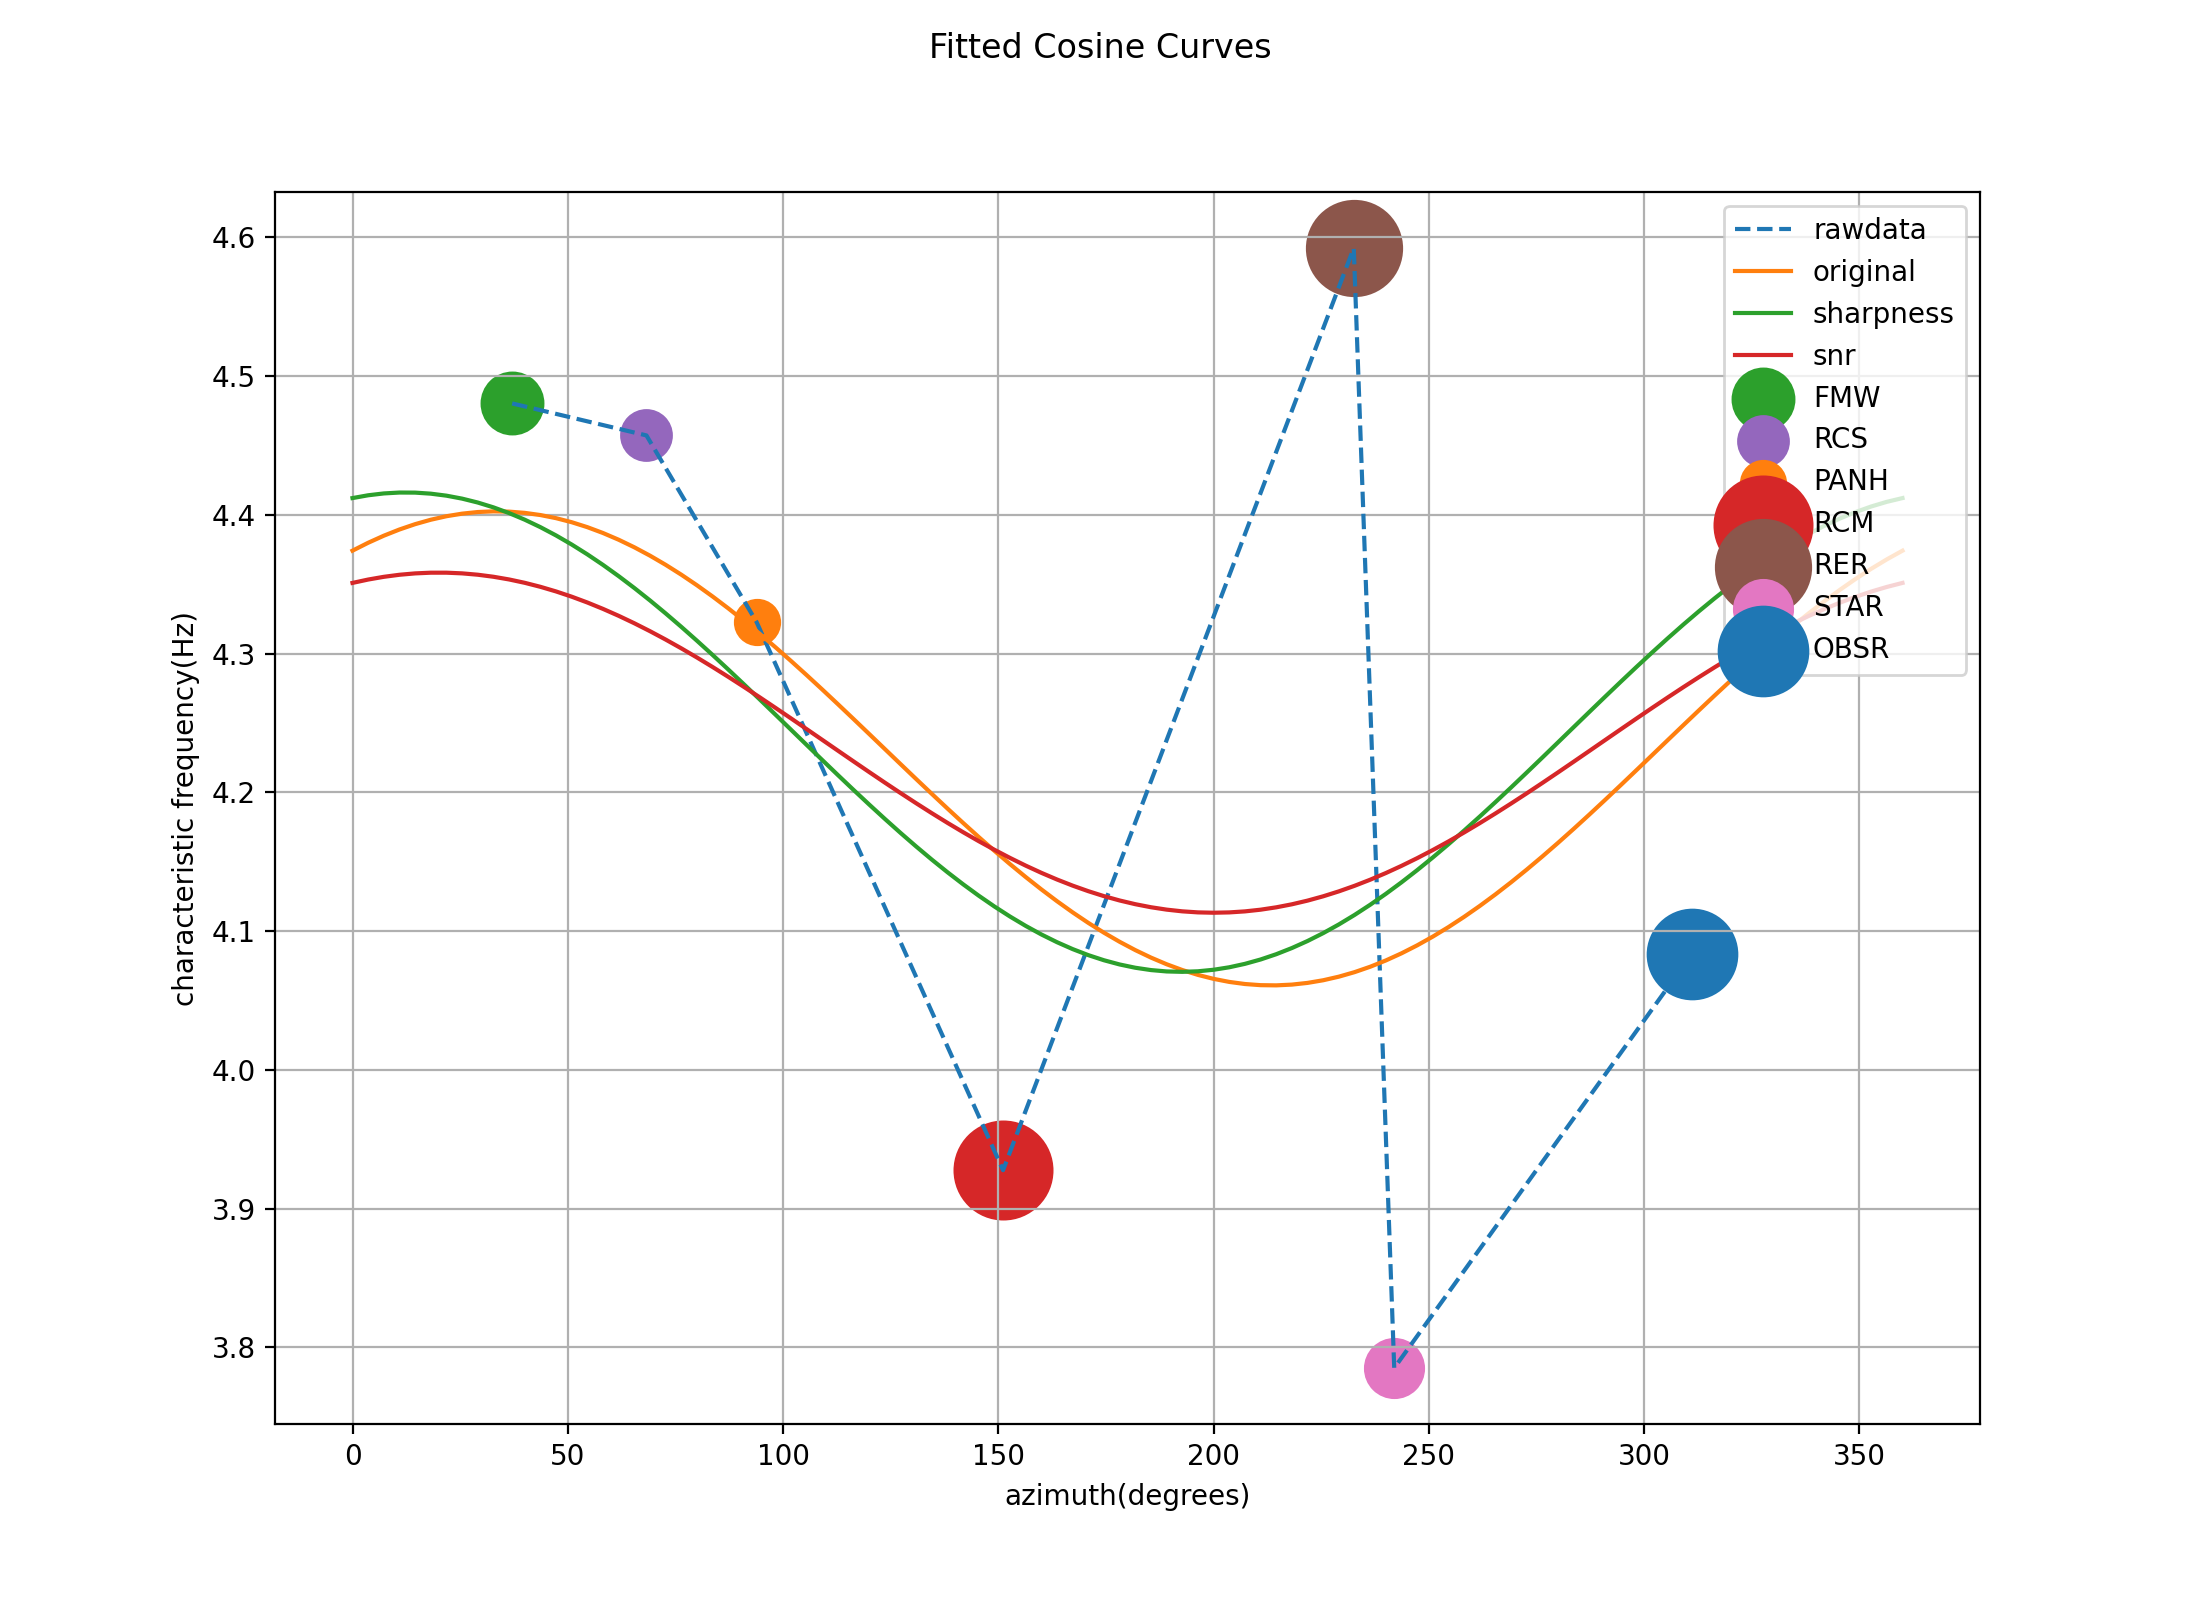 Fitted Cosine Curves
rawdata
original
sharpness
snr
FMW
RCS
PANH
RCM
RER
STAR
OBSR
characteristic frequency(Hz)
4.6
4.5
4.4
4.3
4.2
4.1
4.0
3.9
3.8
0 50 100 150 200 250 300 350
azimuth(degrees)